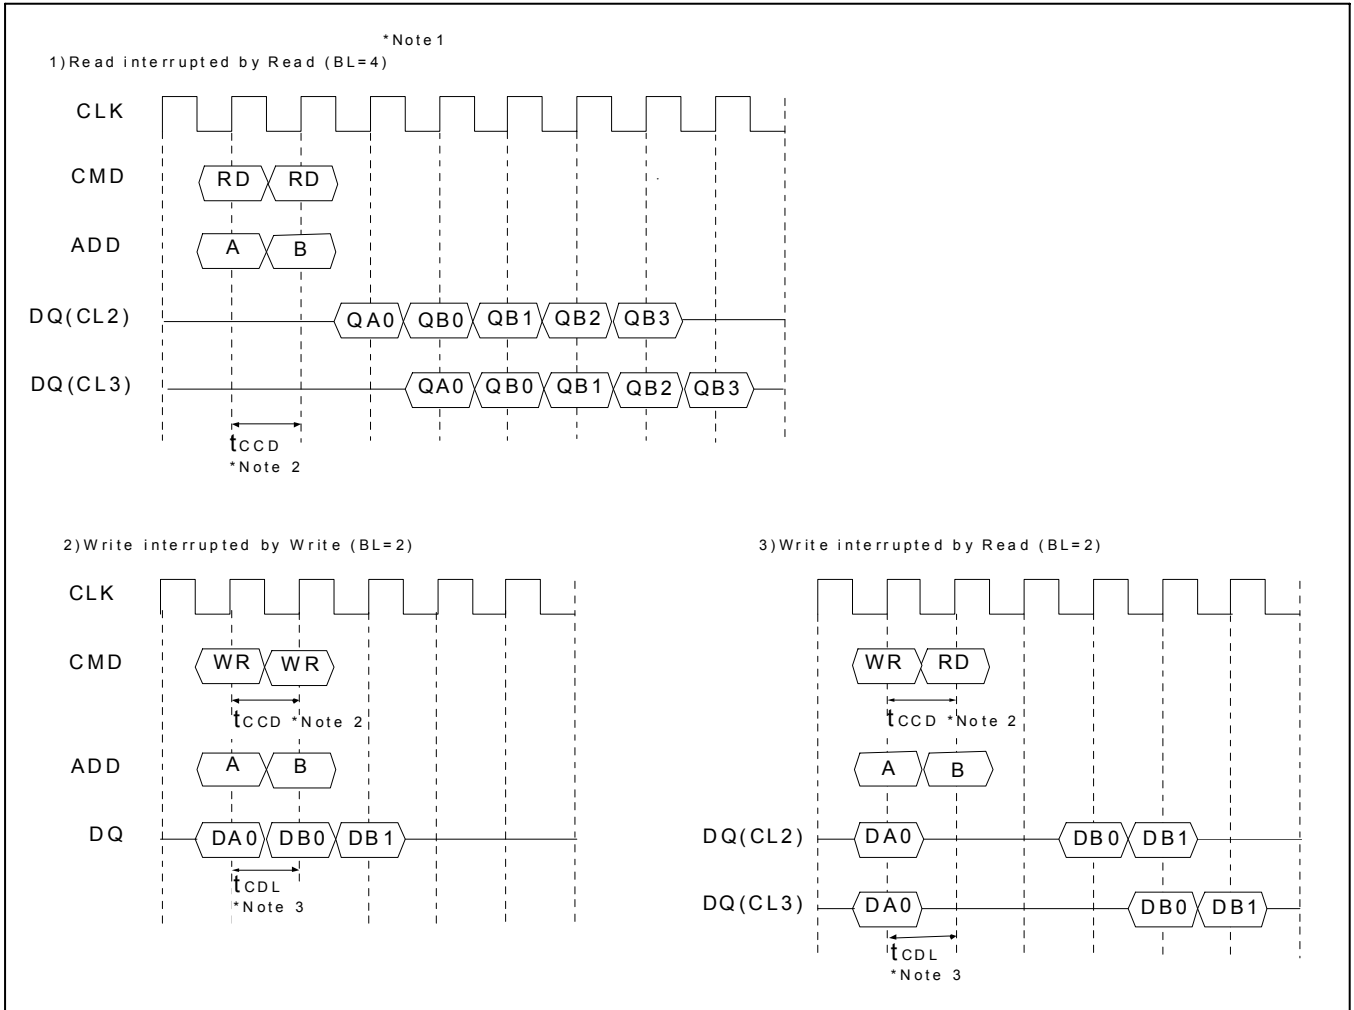 *Note1
1)Read interrupted by Read (BL=4)
CLK
CMD RD RD
ADD A B
DQ(CL2) QA0 QB0 QB1 QB2 QB3
DQ(CL3) QA0 QB0 QB1 QB2 QB3
tCCD
*Note 2
2)Write interrupted by Write (BL=2)
CLK
CMD WR WR
tCCD *Note 2
ADD A B
DQ DA0 DB0 DB1
tCDL
*Note 3
3)Write interrupted by Read (BL=2)
WR RD
tCCD *Note 2
A B
DQ(CL2) DA0 DB0 DB1
DQ(CL3) DA0 DB0 DB1
tCDL
*Note 3